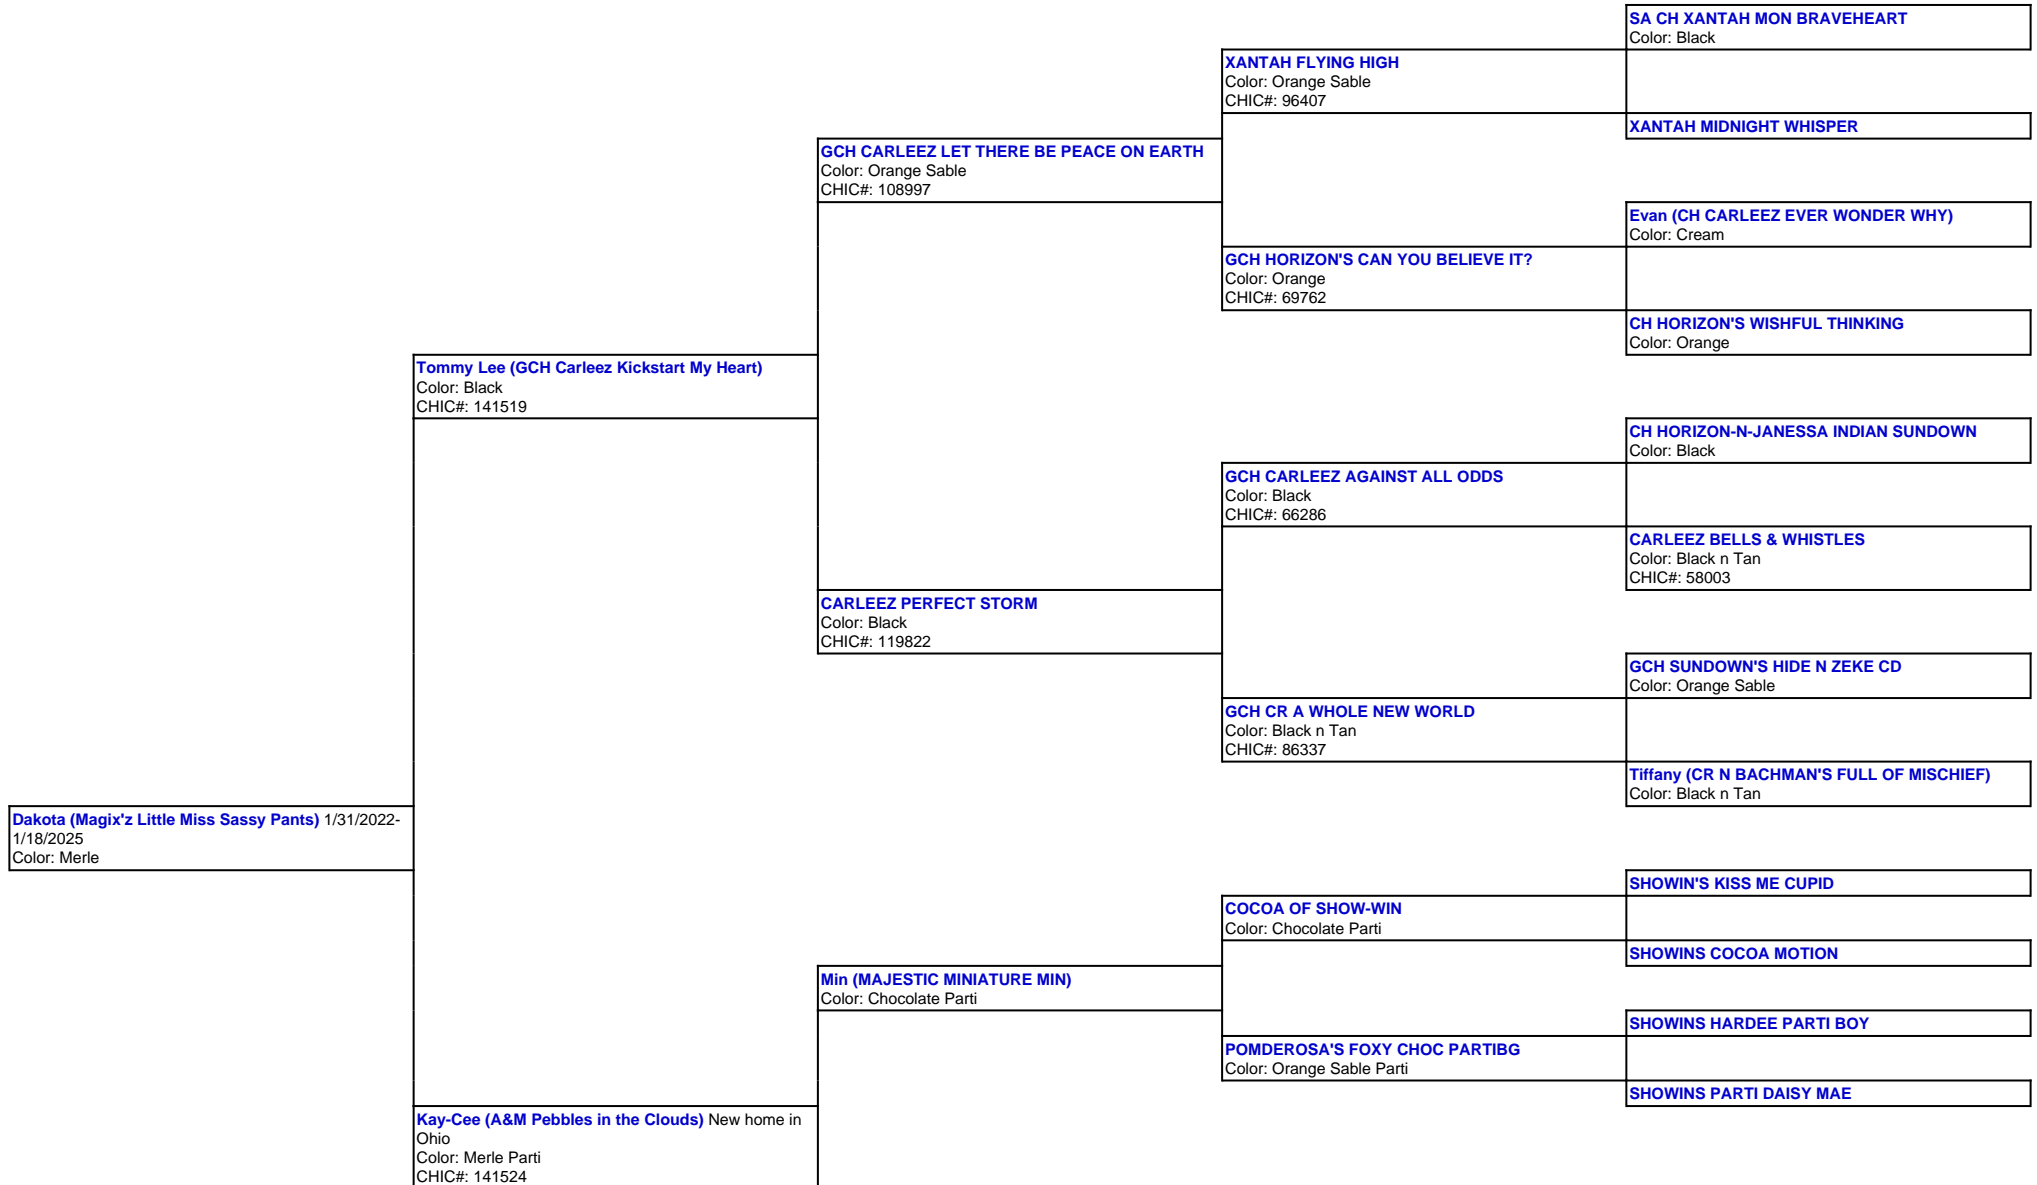 SA CH XANTAH MON BRAVEHEART
Color: Black
XANTAH FLYING HIGH
Color: Orange Sable
CHIC#: 96407
XANTAH MIDNIGHT WHISPER
GCH CARLEEZ LET THERE BE PEACE ON EARTH
Color: Orange Sable
CHIC#: 108997
Evan (CH CARLEEZ EVER WONDER WHY)
Color: Cream
GCH HORIZON'S CAN YOU BELIEVE IT?
Color: Orange
CHIC#: 69762
CH HORIZON'S WISHFUL THINKING
Color: Orange
Tommy Lee (GCH Carleez Kickstart My Heart)
Color: Black
CHIC#: 141519
CH HORIZON-N-JANESSA INDIAN SUNDOWN
Color: Black
GCH CARLEEZ AGAINST ALL ODDS
Color: Black
CHIC#: 66286
CARLEEZ BELLS & WHISTLES
Color: Black n Tan
CHIC#: 58003
CARLEEZ PERFECT STORM
Color: Black
CHIC#: 119822
GCH SUNDOWN'S HIDE N ZEKE CD
Color: Orange Sable
GCH CR A WHOLE NEW WORLD
Color: Black n Tan
CHIC#: 86337
Tiffany (CR N BACHMAN'S FULL OF MISCHIEF)
Color: Black n Tan
Dakota (Magix'z Little Miss Sassy Pants) 1/31/2022-
1/18/2025
Color: Merle
SHOWIN'S KISS ME CUPID
COCOA OF SHOW-WIN
Color: Chocolate Parti
SHOWINS COCOA MOTION
Min (MAJESTIC MINIATURE MIN)
Color: Chocolate Parti
SHOWINS HARDEE PARTI BOY
POMDEROSA'S FOXY CHOC PARTIBG
Color: Orange Sable Parti
SHOWINS PARTI DAISY MAE
Kay-Cee (A&M Pebbles in the Clouds) New home in
Ohio
Color: Merle Parti
CHIC#: 141524